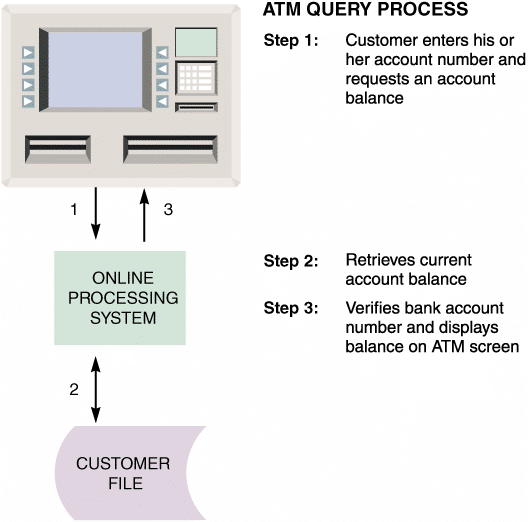 ATM QUERY PROCESS
Step 1: Customer enters his or
her account number and
requests an account
balance
1
3
Step 2: Retrieves current
account balance
Step 3: Verifies bank account
number and displays
balance on ATM screen
ONLINE
PROCESSING
SYSTEM
2
CUSTOMER
FILE